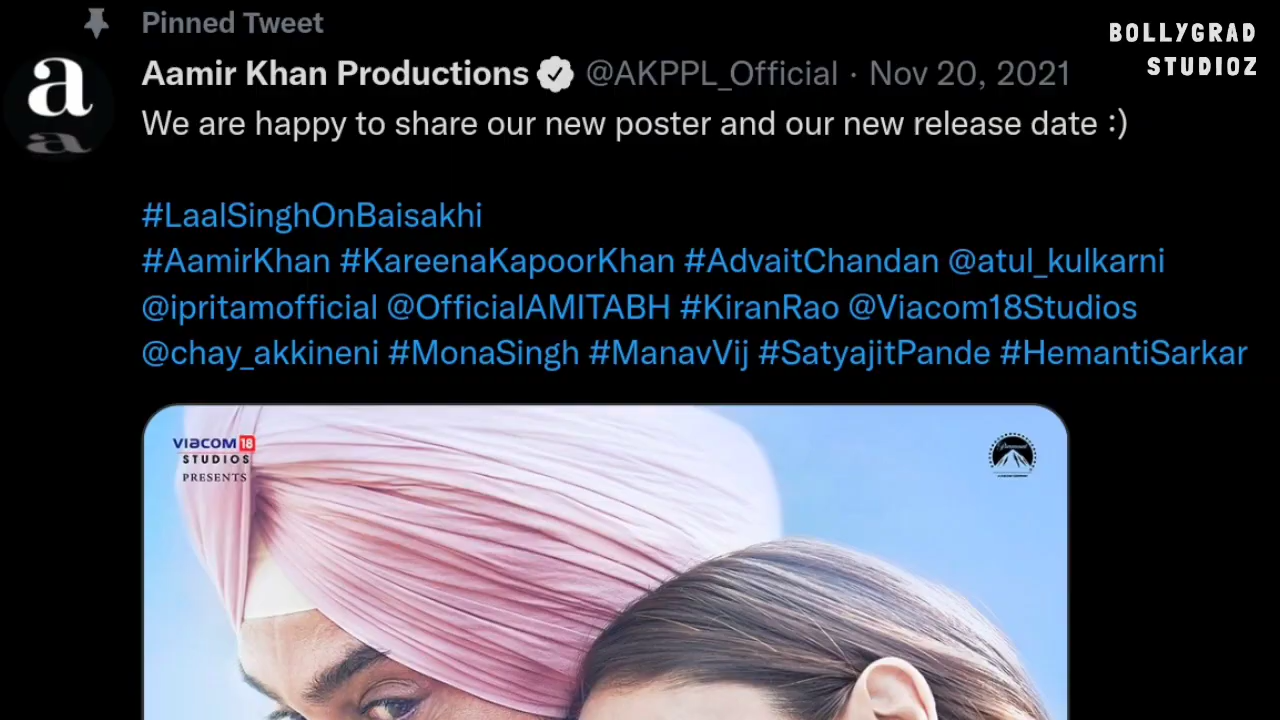 Pinned Tweet
BOLLYGRAD
STUDIOZ
Aamir Khan Productions @AKPPL_Official · Nov 20, 2021
We are happy to share our new poster and our new release date :)
#LaalSinghOnBaisakhi
#AamirKhan #KareenaKapoorKhan #AdvaitChandan @atul_kulkarni
@ipritamofficial @OfficialAMITABH #KiranRao @Viacom18Studios
@chay_akkineni #MonaSingh #ManavVij #SatyajitPande #HemantiSarkar
VIACOM 18
STUDIOS
PRESENTS
Paramount